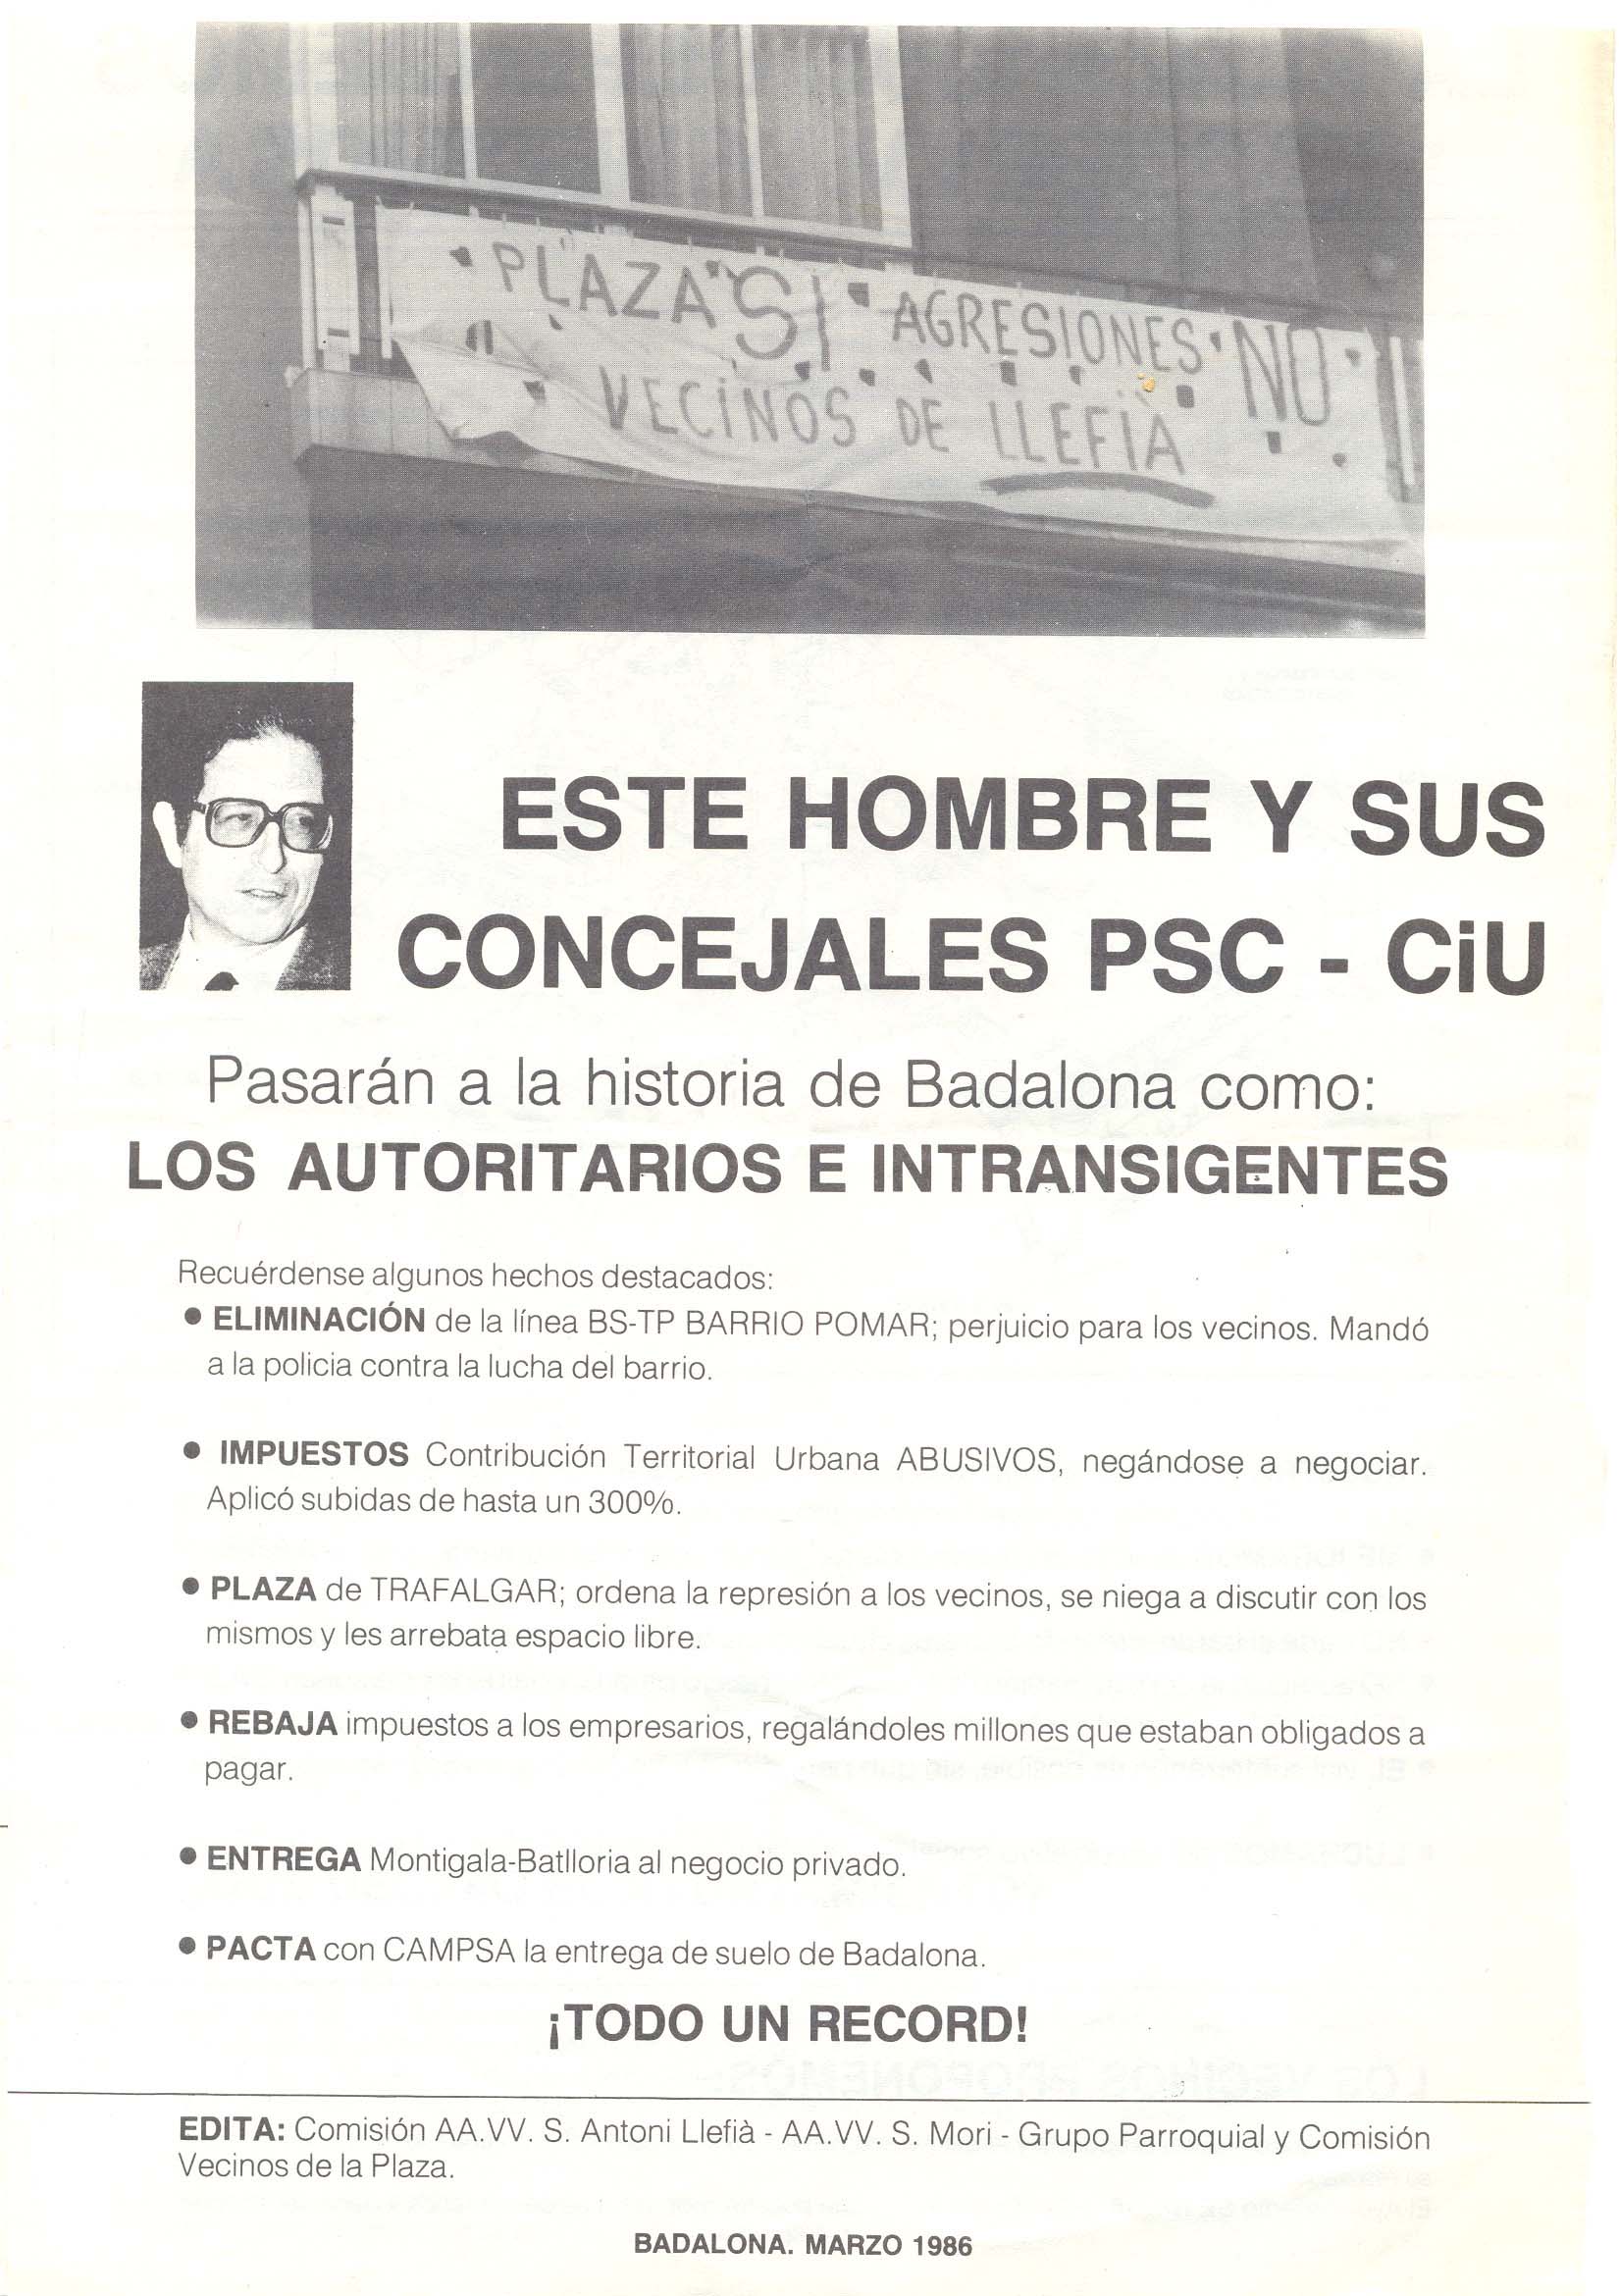 PLAZA SI AGRESIONES NO
VECINOS DE LLEFIÀ
ESTE HOMBRE Y SUS
CONCEJALES PSC - CiU
Pasarán a la historia de Badalona como:
LOS AUTORITARIOS E INTRANSIGENTES
Recuérdense algunos hechos destacados:
● ELIMINACIÓN de la línea BS-TP BARRIO POMAR; perjuicio para los vecinos. Mandó
a la policia contra la lucha del barrio.
● IMPUESTOS Contribución Territorial Urbana ABUSIVOS, negándose a negociar.
Aplicó subidas de hasta un 300%.
● PLAZA de TRAFALGAR; ordena la represión a los vecinos, se niega a discutir con los
mismos y les arrebata espacio libre.
● REBAJA impuestos a los empresarios, regalándoles millones que estaban obligados a
pagar.
● ENTREGA Montigala-Batlloria al negocio privado.
● PACTA con CAMPSA la entrega de suelo de Badalona.
¡TODO UN RECORD!
EDITA: Comisión AA.VV. S. Antoni Llefià - AA.VV. S. Mori - Grupo Parroquial y Comisión
Vecinos de la Plaza.
BADALONA. MARZO 1986